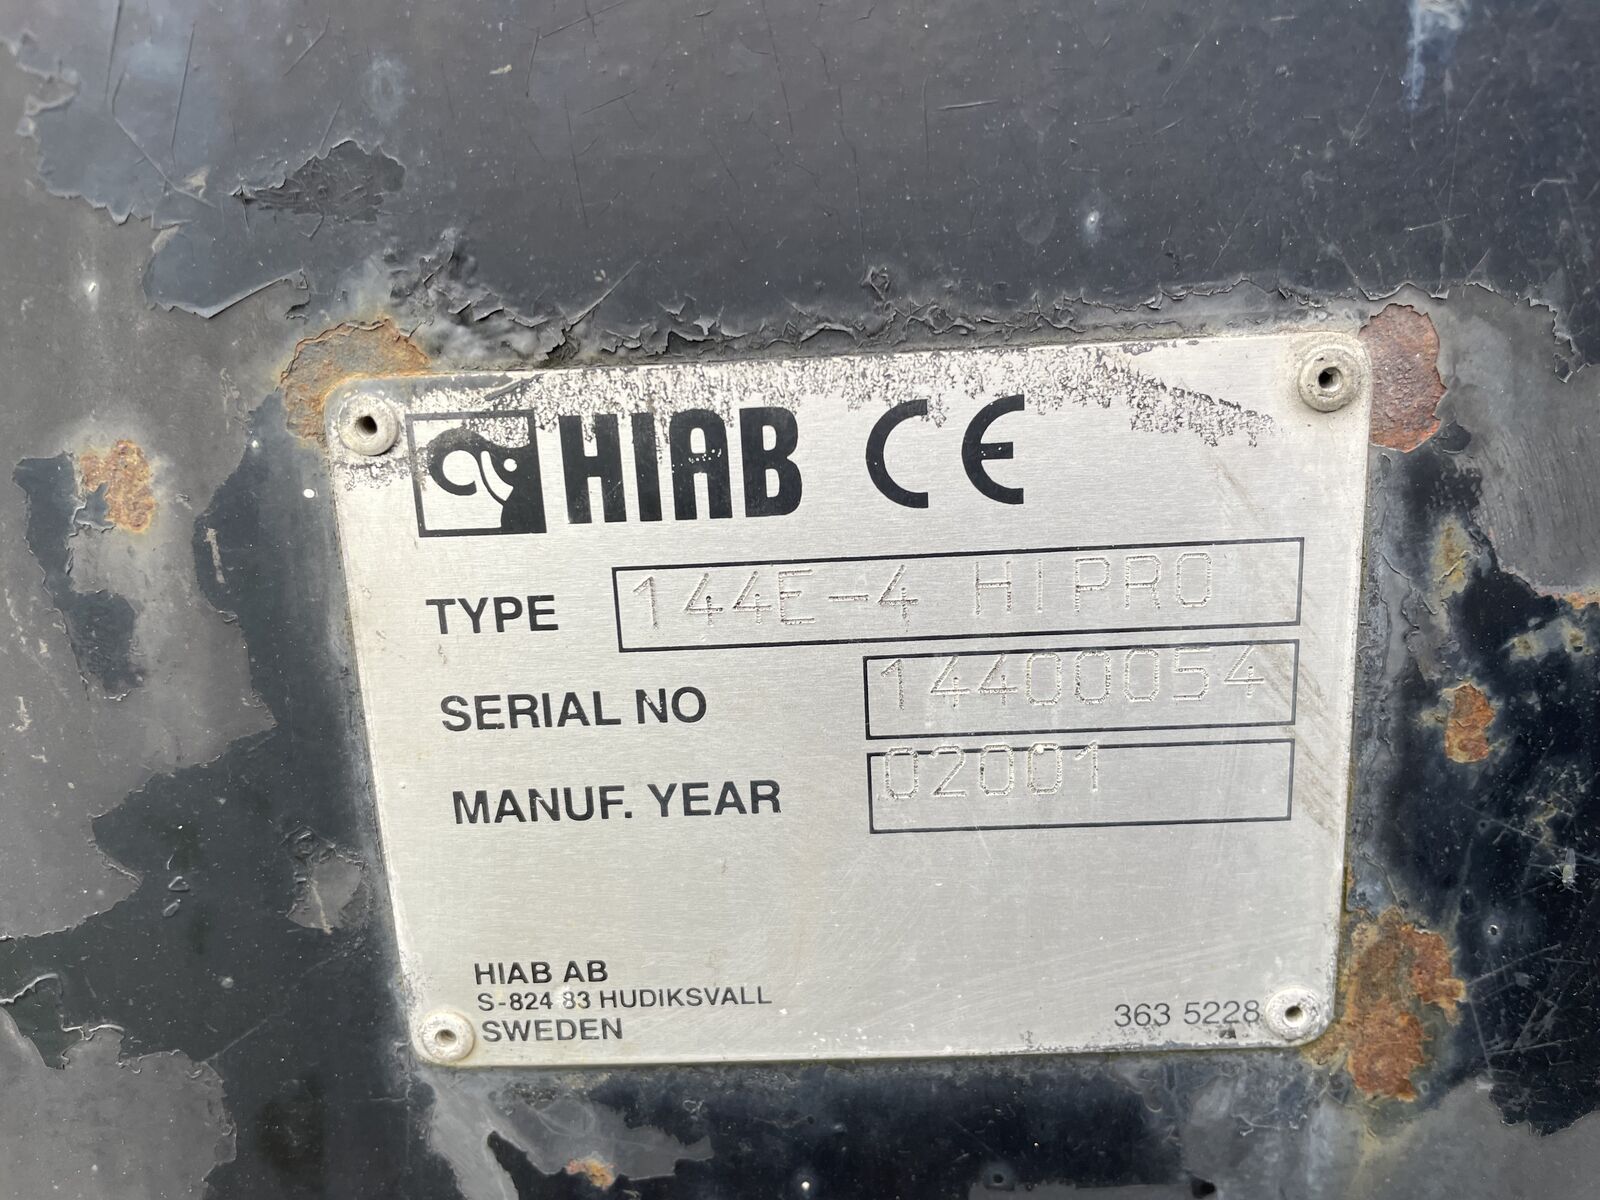 HIAB CE
TYPE 144E-4 HIPRO
SERIAL NO 14400054
MANUF. YEAR 02001
HIAB AB
S-824 83 HUDIKSVALL
SWEDEN
363 5228